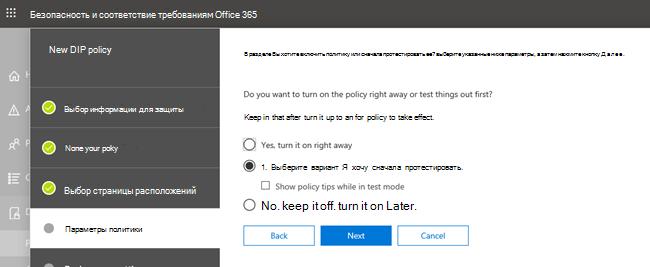 Безопасность и соответствие требованиям Office 365
New DIP policy
Выбор информации для защиты
None your poky
Выбор страницы расположений
Параметры политики
В разделе Вы хотите включить политику или сначала протестировать ее? выберите указанные ниже параметры, а затем нажмите кнопку Далее.
Do you want to turn on the policy right away or test things out first?
Keep in that after turn it up to an for policy to take effect.
Yes, turn it on right away
1. Выберите вариант Я хочу сначала протестировать.
Show policy tips while in test mode
No. keep it off. turn it on Later.
Back
Next
Cancel